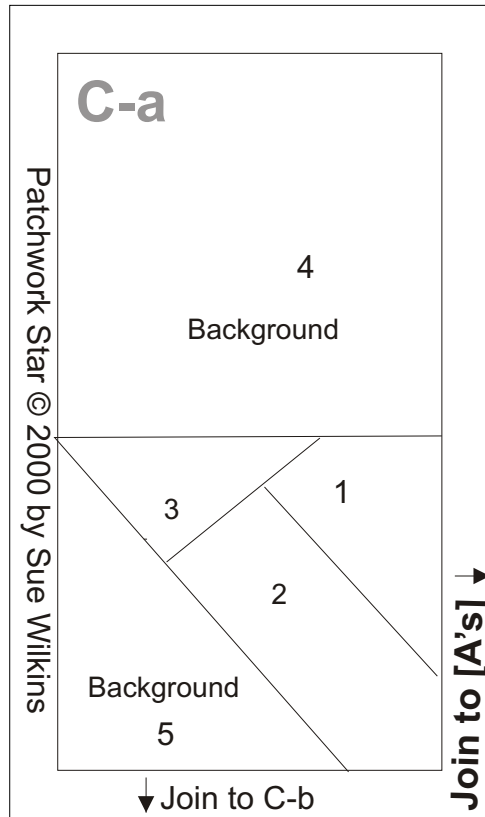 C-a
4
Background
Patchwork Star © 2000 by Sue Wilkins
1
3
2
Background
5
Join to [A's]
Join to C-b